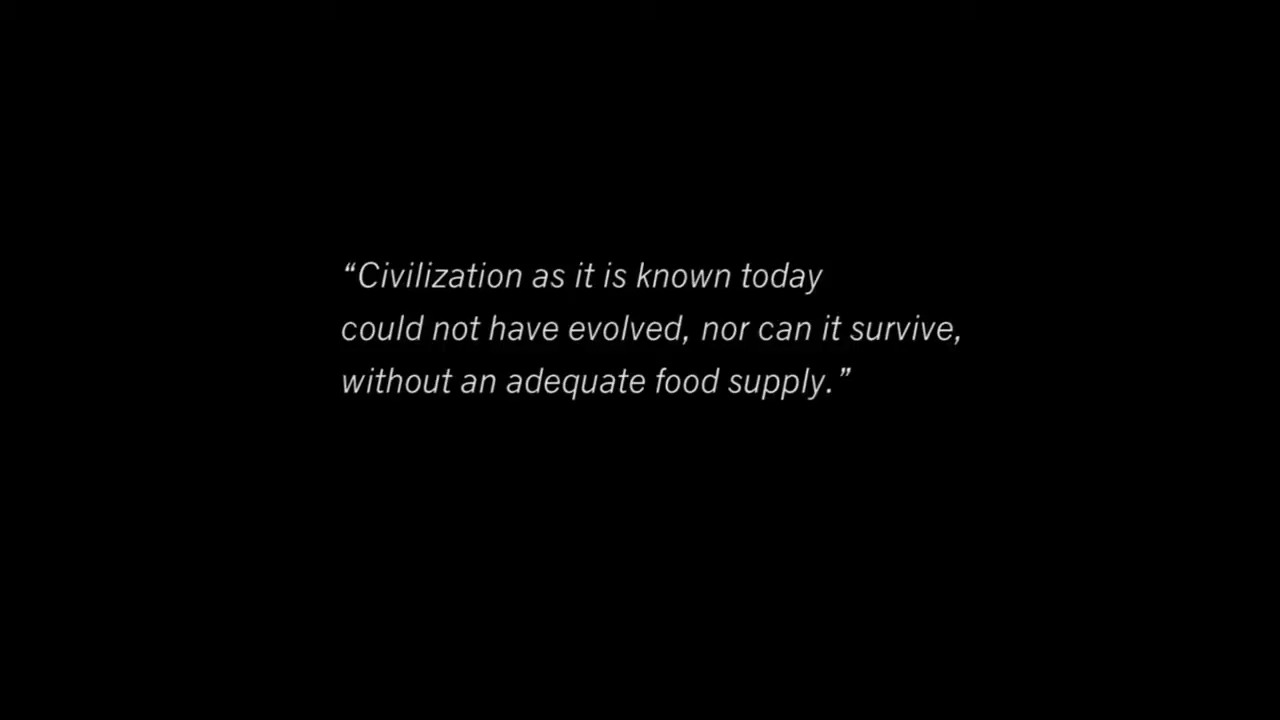 “Civilization as it is known today
could not have evolved, nor can it survive,
without an adequate food supply.”